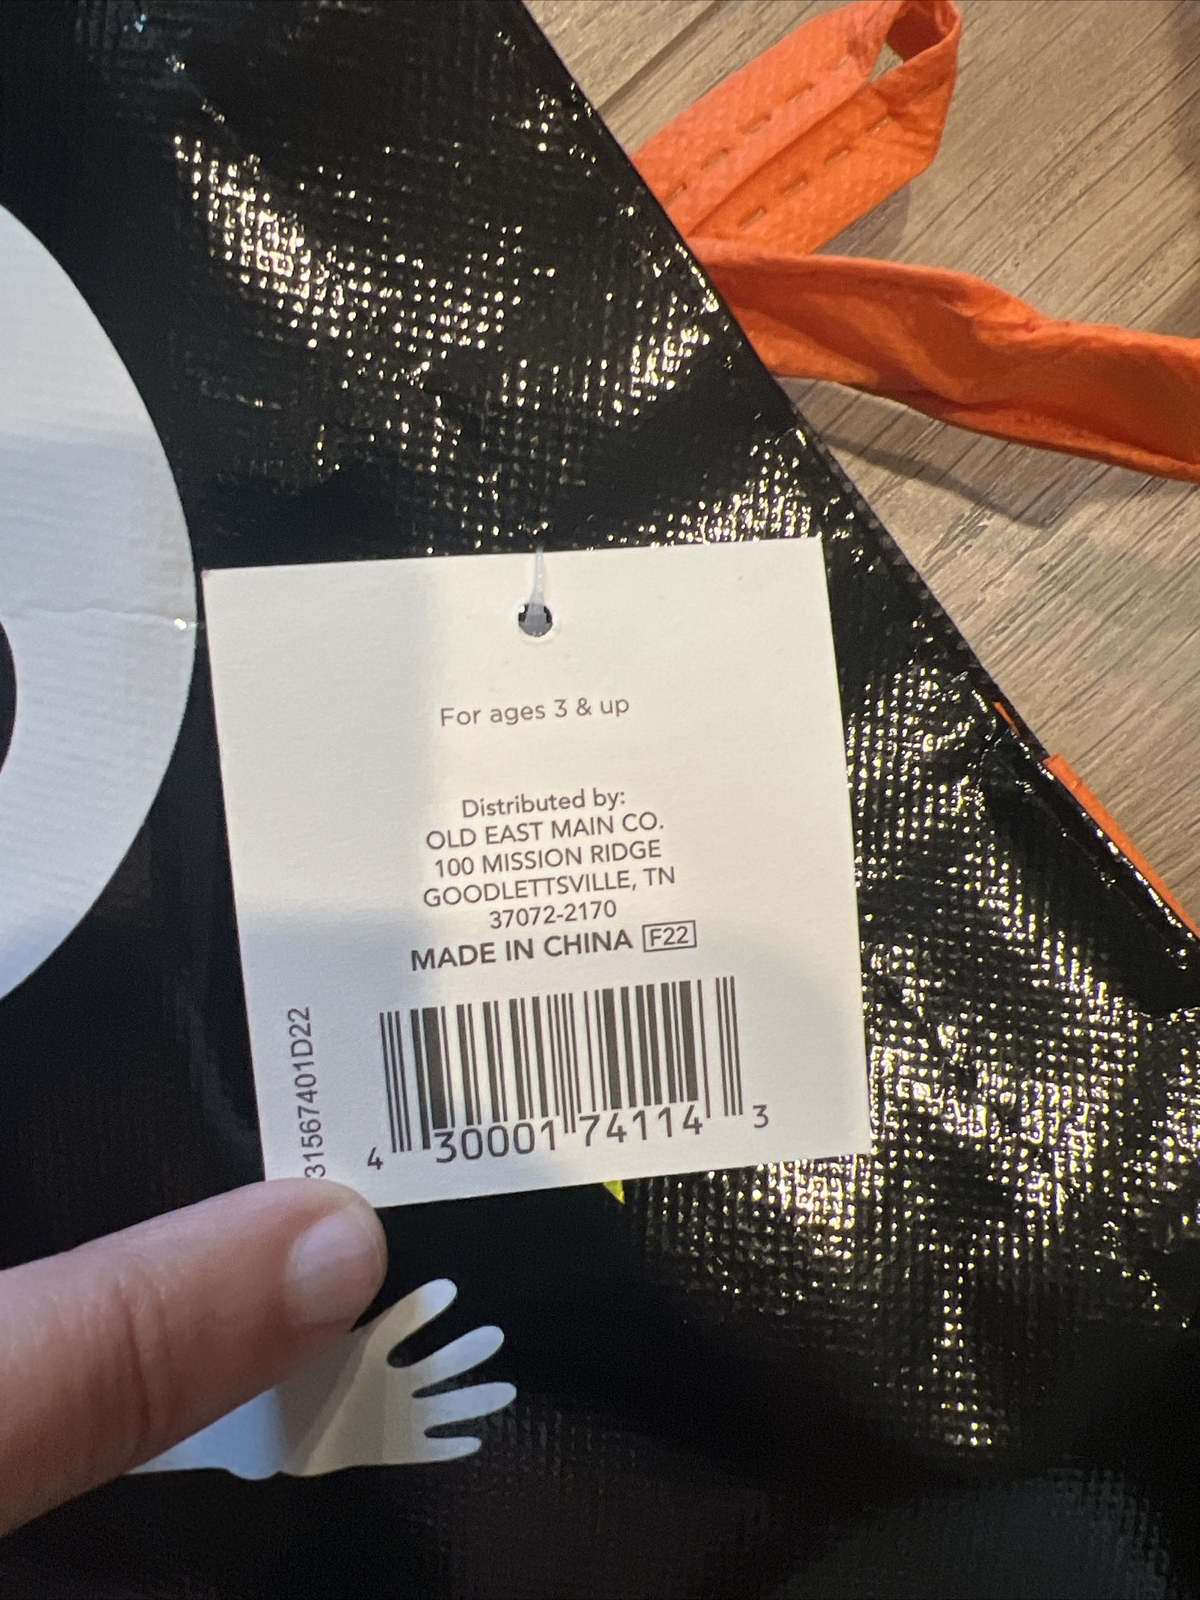 For ages 3 & up
Distributed by:
OLD EAST MAIN CO.
100 MISSION RIDGE
GOODLETTSVILLE, TN
37072-2170
MADE IN CHINA F22
31567401D22
4 30001 74114 3